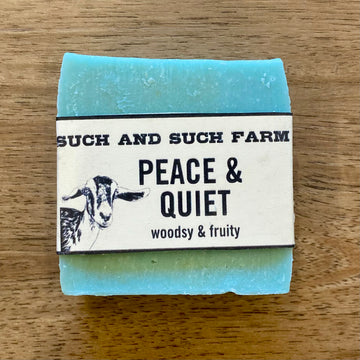 SUCH AND SUCH FARM
PEACE &
QUIET
woodsy & fruity